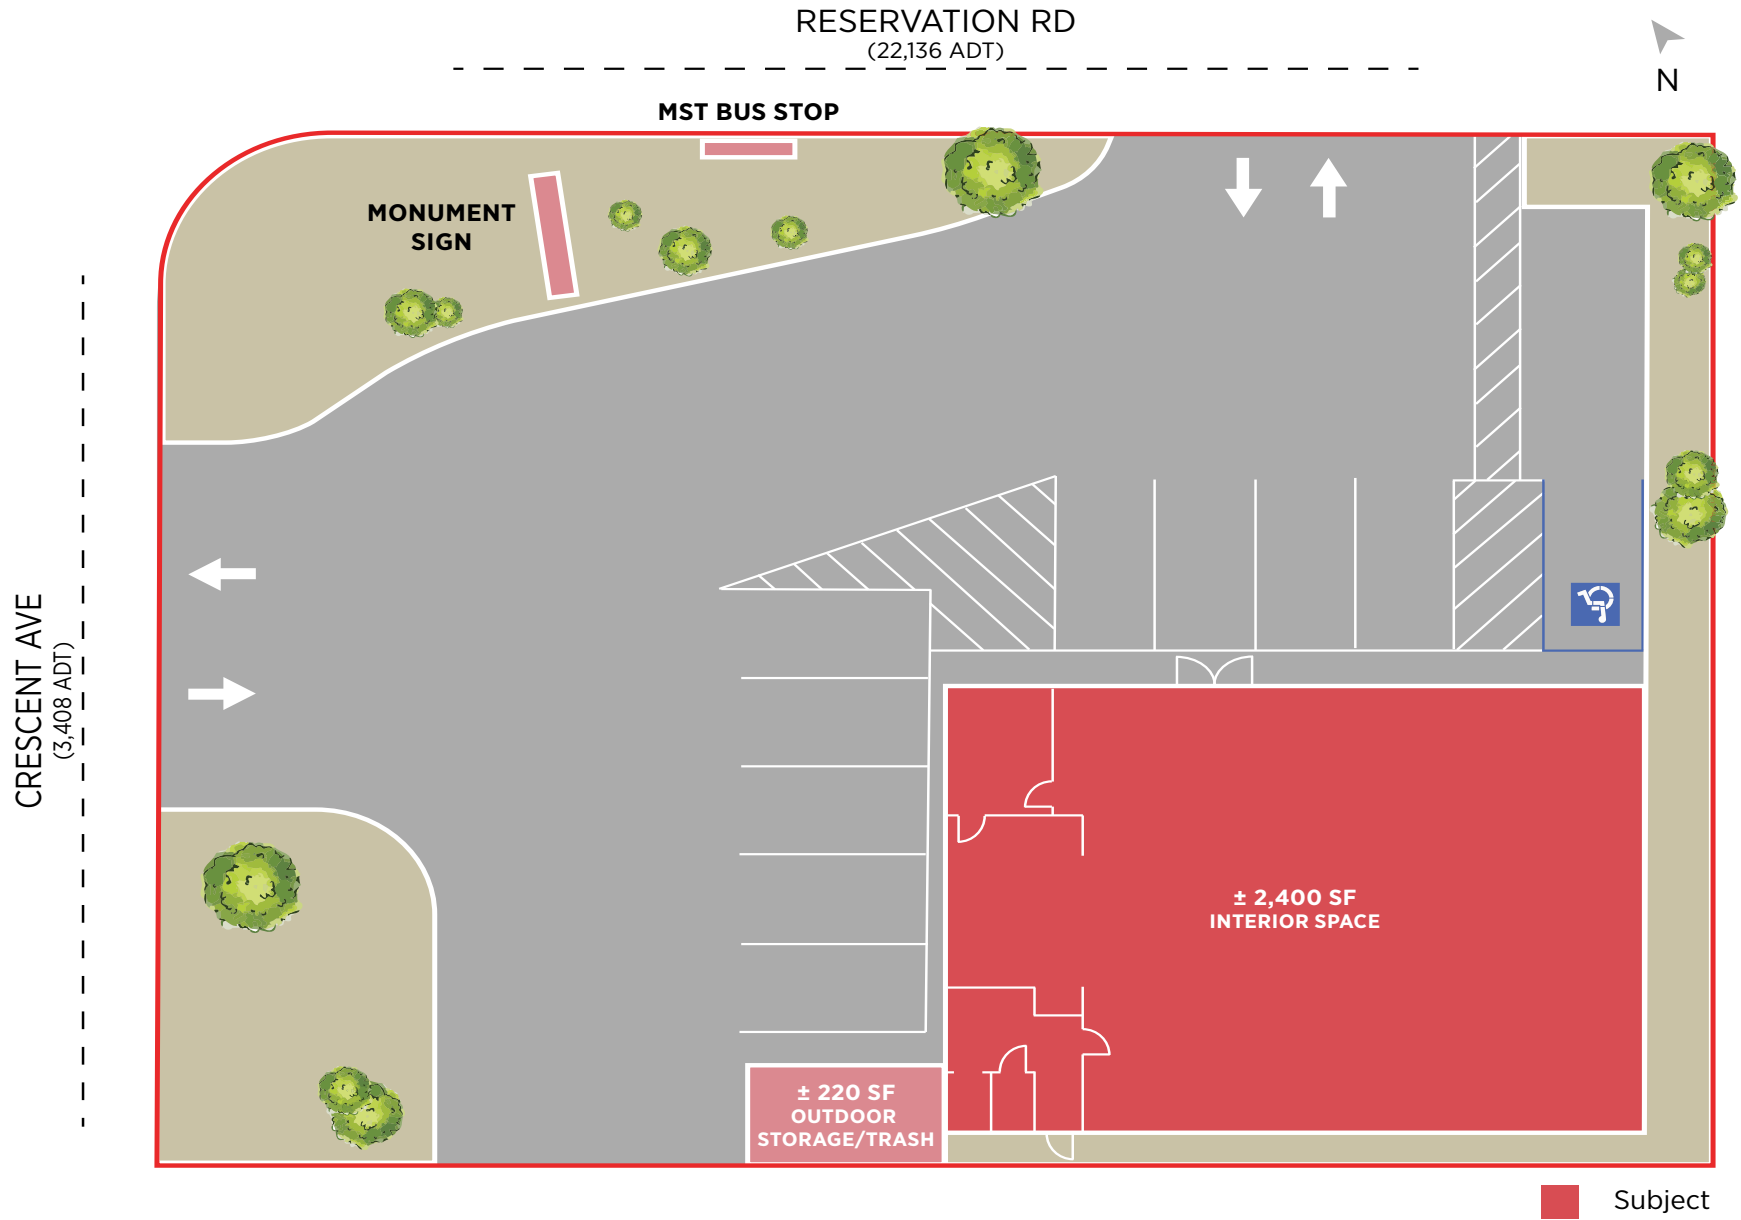 RESERVATION RD
(22,136 ADT)
N
MST BUS STOP
MONUMENT
SIGN
CRESCENT AVE
(3,408 ADT)
± 2,400 SF
INTERIOR SPACE
± 220 SF
OUTDOOR
STORAGE/TRASH
Subject